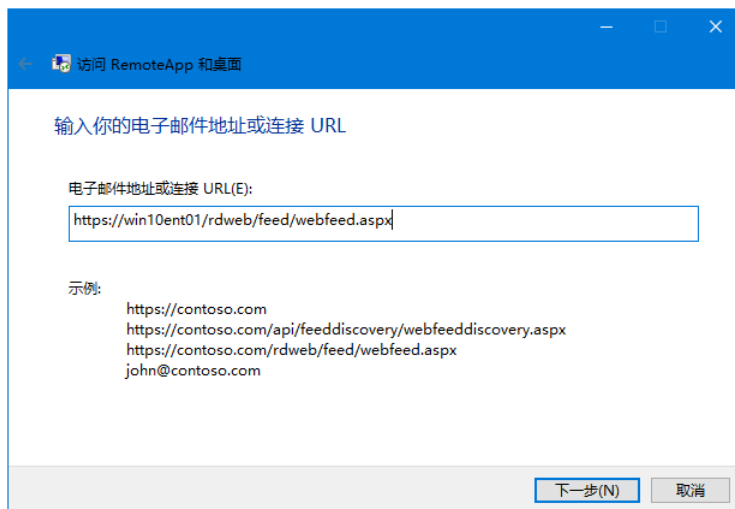 访问 RemoteApp 和桌面
输入你的电子邮件地址或连接 URL
电子邮件地址或连接 URL(E):
https://win10ent01/rdweb/feed/webfeed.aspx
示例:
https://contoso.com
https://contoso.com/api/feeddiscovery/webfeeddiscovery.aspx
https://contoso.com/rdweb/feed/webfeed.aspx
john@contoso.com
下一步(N) 取消